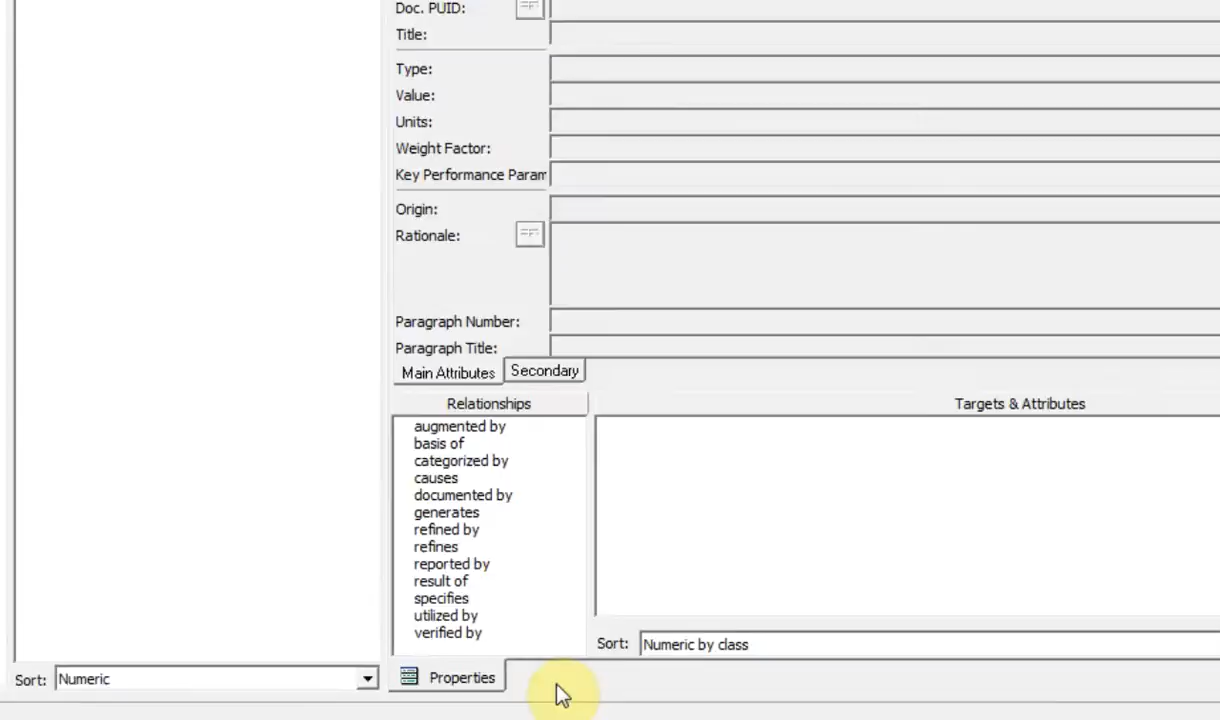 Doc. PUID:
Title:
Type:
Value:
Units:
Weight Factor:
Key Performance Param
Origin:
Rationale:
Paragraph Number:
Paragraph Title:
Main Attributes Secondary
Relationships Targets & Attributes
augmented by
basis of
categorized by
causes
documented by
generates
refined by
refines
reported by
result of
specifies
utilized by
verified by
Sort: Numeric by class
Sort: Numeric Properties